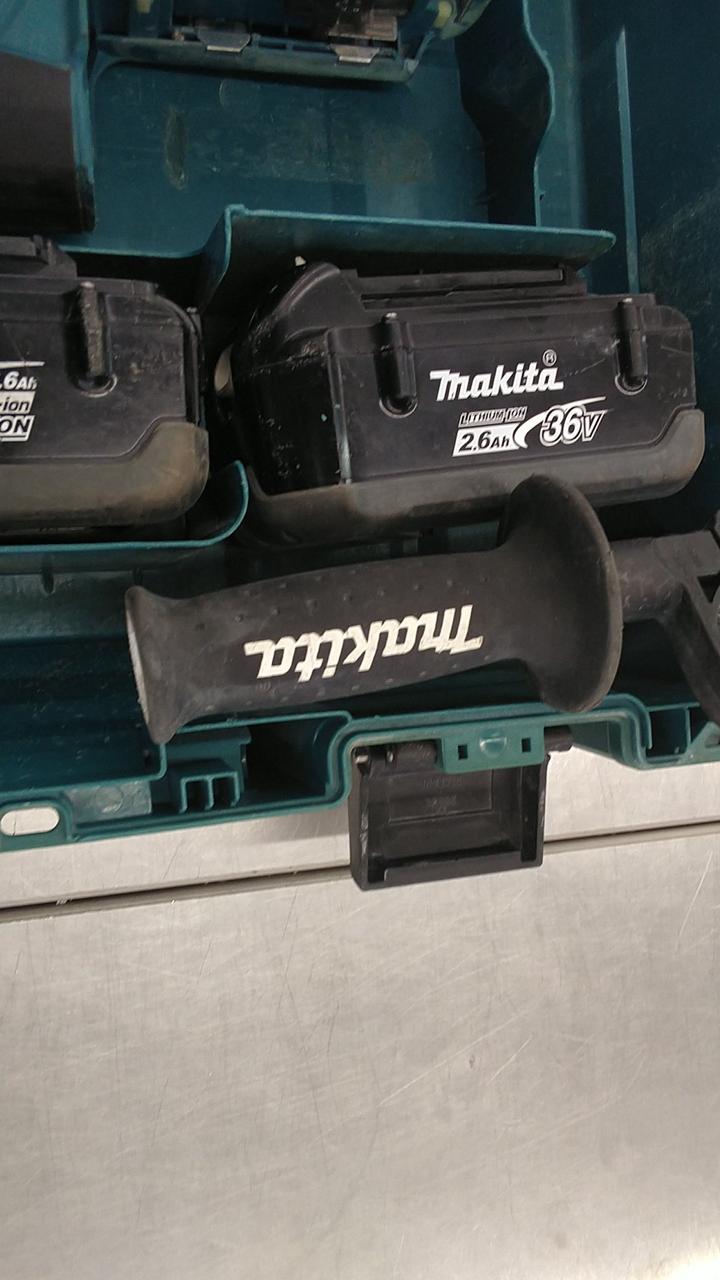 Makita®
LITHIUM-ION
2.6Ah 36V
.6Ah
-ion
ON
Makita